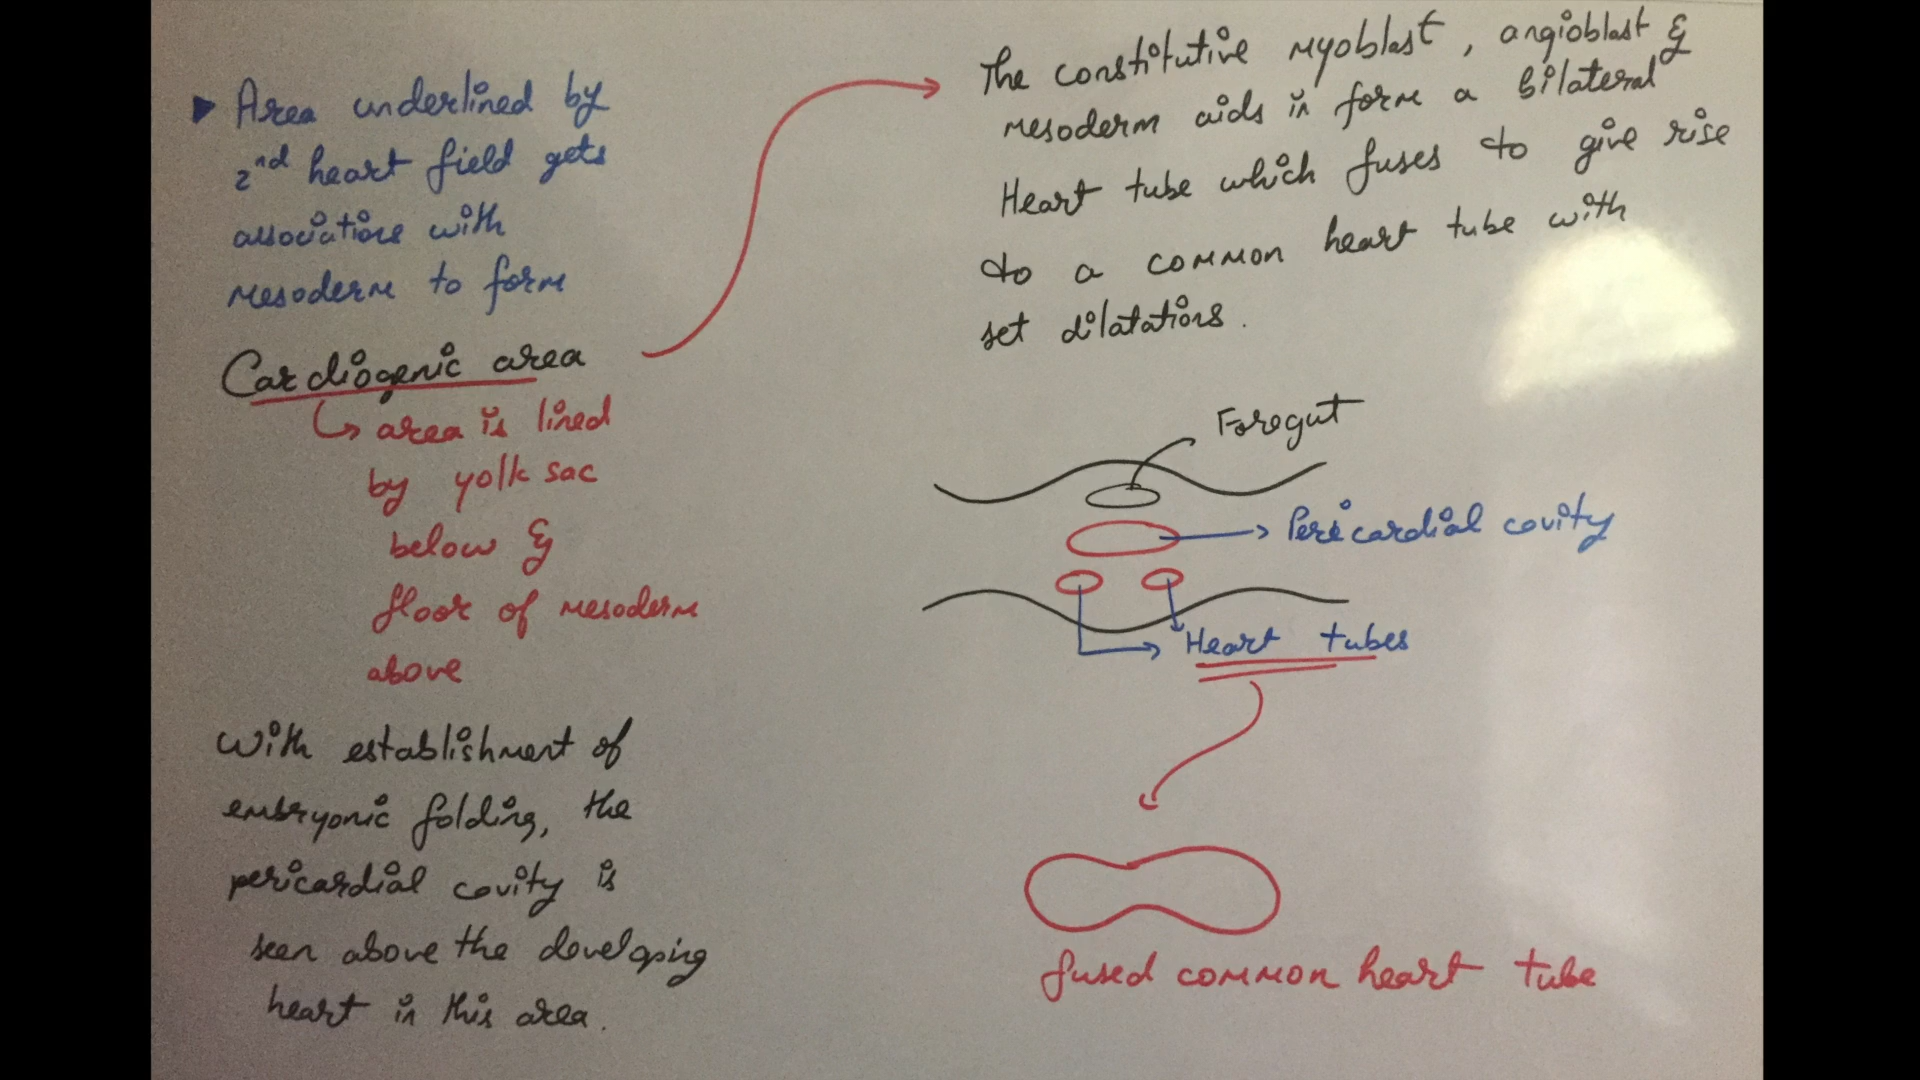 Area underlined by
2nd heart field gets
associations with
mesoderm to form
Cardiogenic area
area is lined
by yolk sac
below &
floor of mesoderm
above
With establishment of
embryonic folding, the
pericardial cavity is
seen above the developing
heart in this area.
The constitutive myoblast, angioblast &
mesoderm aids in form a bilateral
Heart tube which fuses to give rise
to a common heart tube with
set dilatations.
Foregut
Pericardial cavity
Heart tubes
fused common heart tube